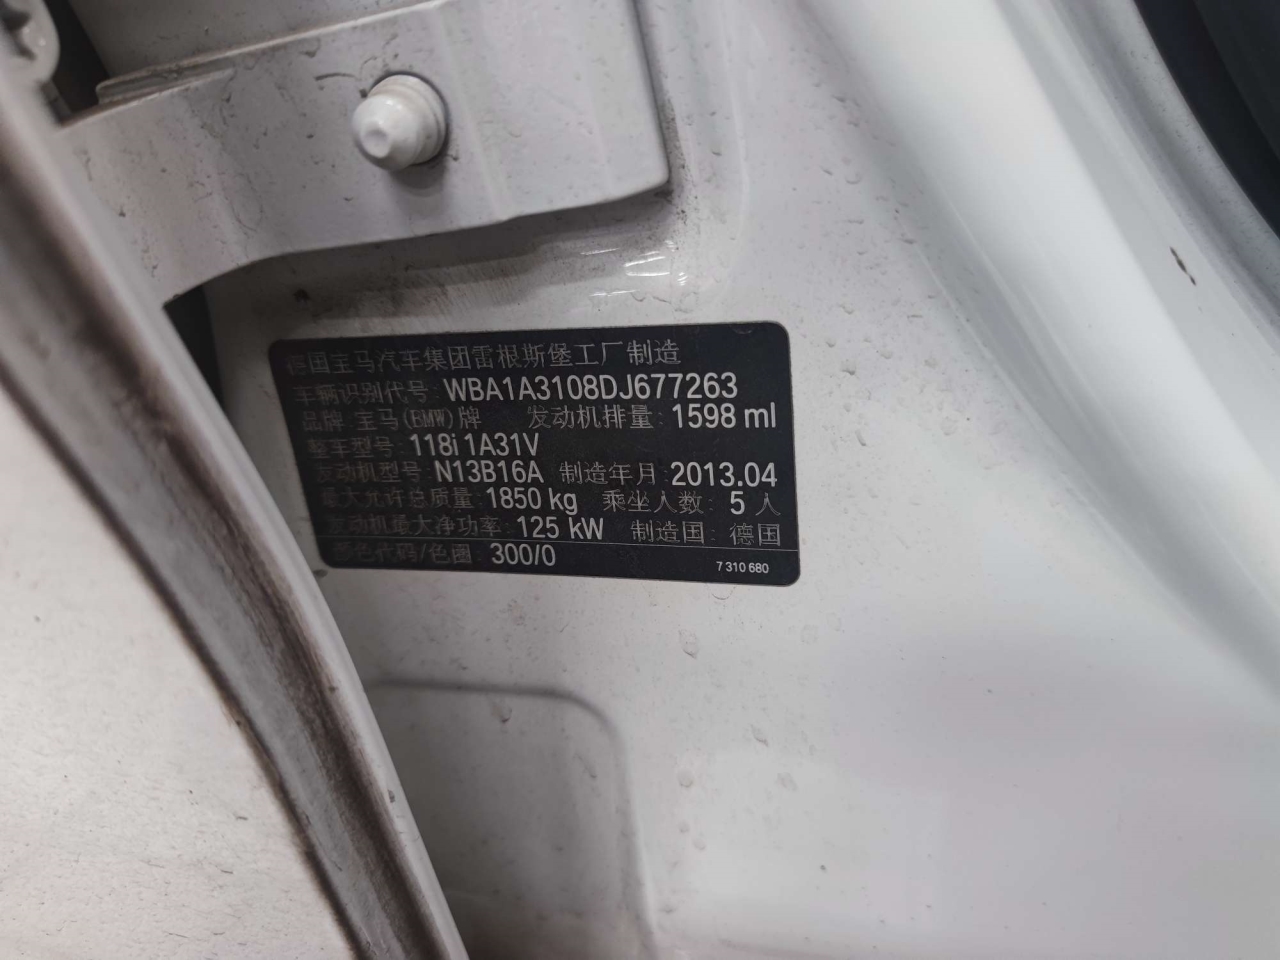 德国宝马汽车集团雷根斯堡工厂制造
车辆识别代号: WBA1A3108DJ677263
品牌: 宝马(BMW)牌 发动机排量: 1598 ml
整车型号: 118i 1A31V
发动机型号: N13B16A 制造年月: 2013.04
最大允许总质量: 1850 kg 乘坐人数: 5 人
发动机最大净功率: 125 kW 制造国: 德国
颜色代码/色圈: 300/0
7 310 680